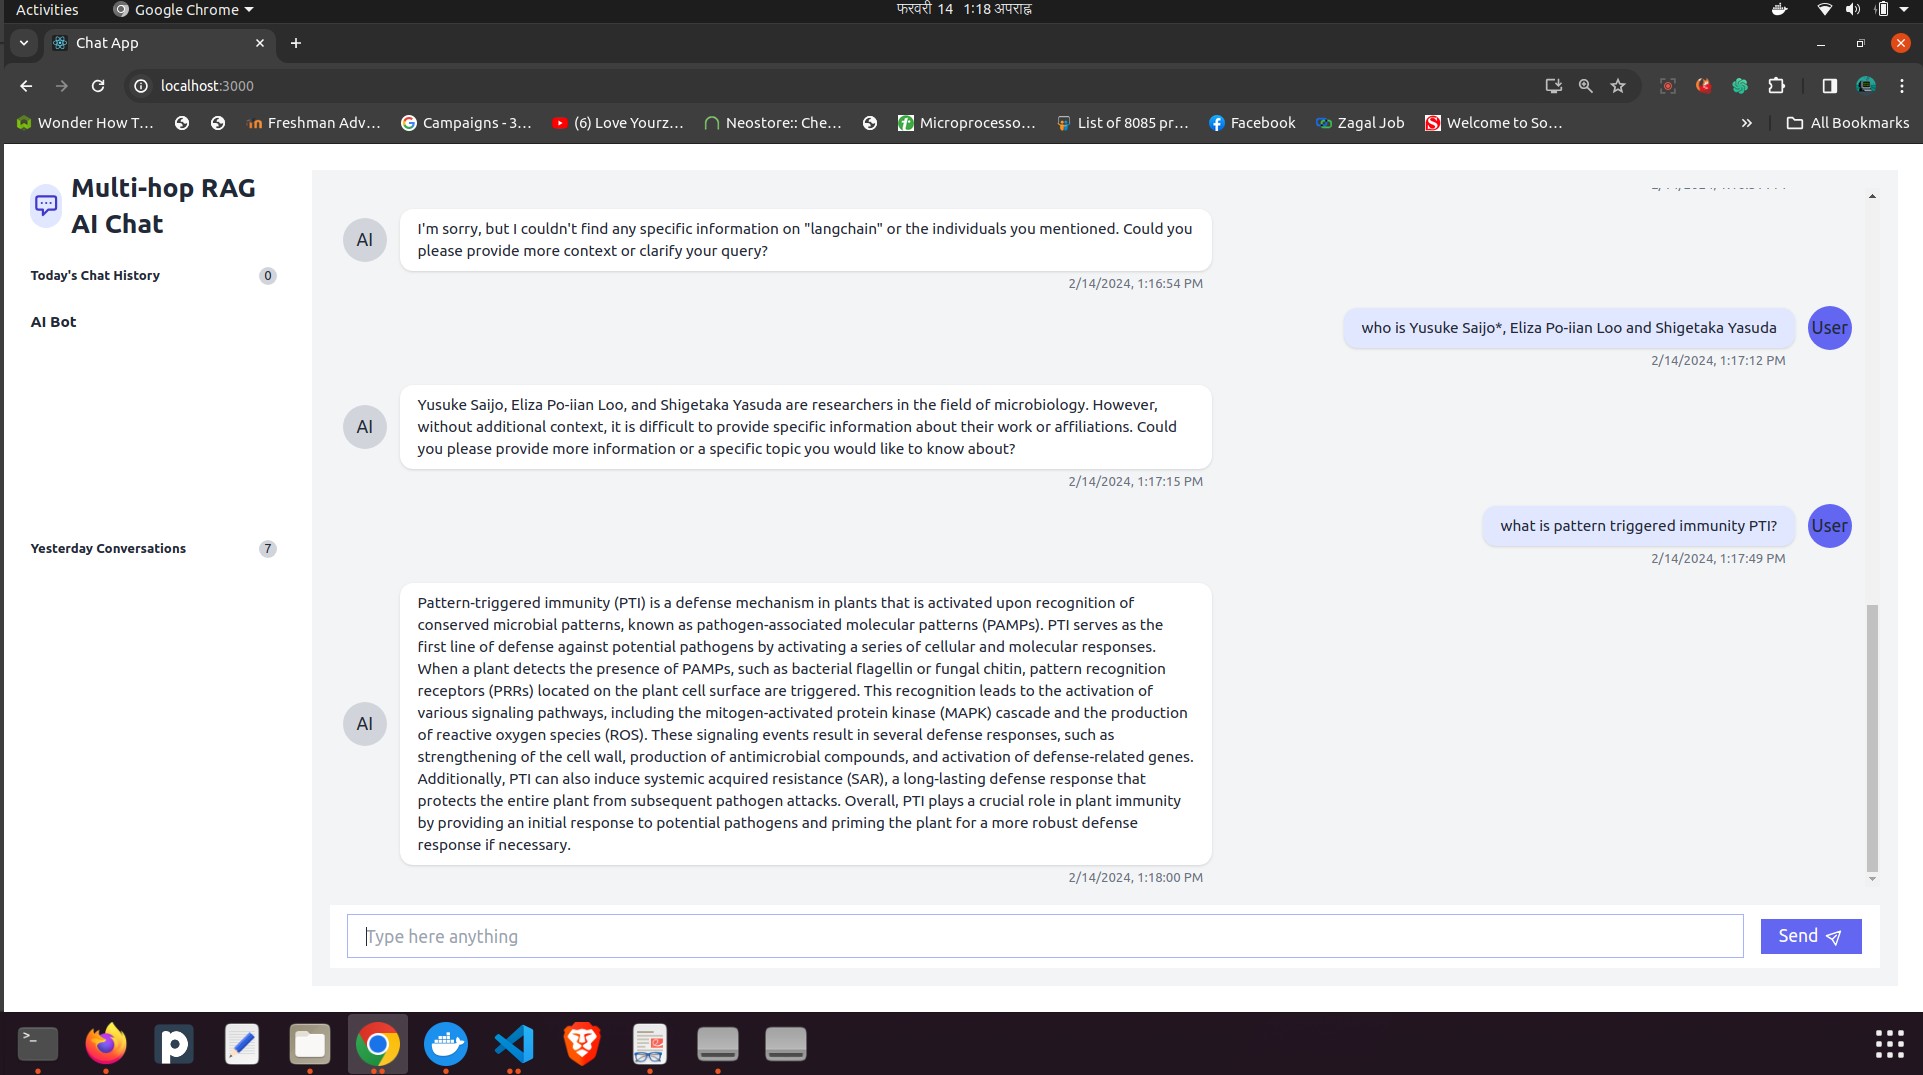 Activities
Google Chrome
फरवरी 14 1:18 अपराह्न
Chat App
localhost:3000
Wonder How T...
Freshman Adv...
Campaigns - 3...
(6) Love Yourz...
Neostore:: Che...
Microprocesso...
List of 8085 pr...
Facebook
Zagal Job
Welcome to So...
»
All Bookmarks
Multi-hop RAG
AI Chat
Today's Chat History 0
AI Bot
Yesterday Conversations 7
AI
I'm sorry, but I couldn't find any specific information on "langchain" or the individuals you mentioned. Could you
please provide more context or clarify your query?
2/14/2024, 1:16:54 PM
who is Yusuke Saijo*, Eliza Po-iian Loo and Shigetaka Yasuda
User
2/14/2024, 1:17:12 PM
AI
Yusuke Saijo, Eliza Po-iian Loo, and Shigetaka Yasuda are researchers in the field of microbiology. However,
without additional context, it is difficult to provide specific information about their work or affiliations. Could
you please provide more information or a specific topic you would like to know about?
2/14/2024, 1:17:15 PM
what is pattern triggered immunity PTI?
User
2/14/2024, 1:17:49 PM
AI
Pattern-triggered immunity (PTI) is a defense mechanism in plants that is activated upon recognition of
conserved microbial patterns, known as pathogen-associated molecular patterns (PAMPs). PTI serves as the
first line of defense against potential pathogens by activating a series of cellular and molecular responses.
When a plant detects the presence of PAMPs, such as bacterial flagellin or fungal chitin, pattern recognition
receptors (PRRs) located on the plant cell surface are triggered. This recognition leads to the activation of
various signaling pathways, including the mitogen-activated protein kinase (MAPK) cascade and the production
of reactive oxygen species (ROS). These signaling events result in several defense responses, such as
strengthening of the cell wall, production of antimicrobial compounds, and activation of defense-related genes.
Additionally, PTI can also induce systemic acquired resistance (SAR), a long-lasting defense response that
protects the entire plant from subsequent pathogen attacks. Overall, PTI plays a crucial role in plant immunity
by providing an initial response to potential pathogens and priming the plant for a more robust defense
response if necessary.
2/14/2024, 1:18:00 PM
Type here anything
Send